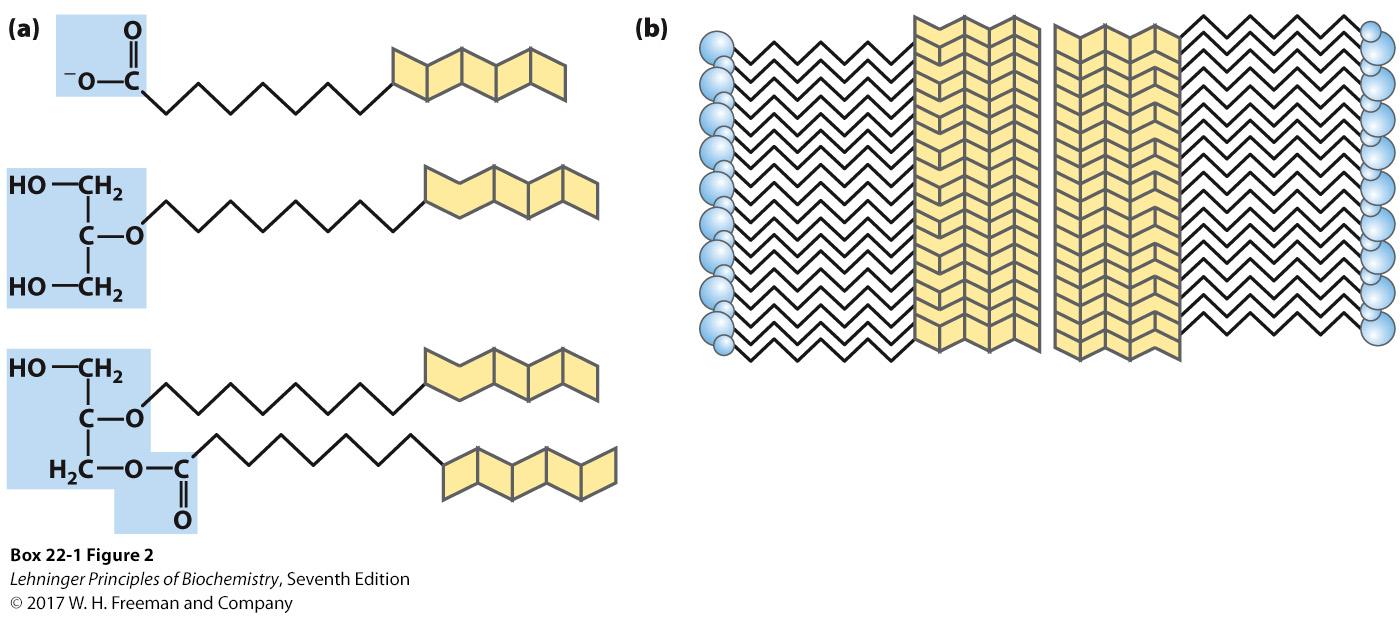 (a)
O
⁻O—C
HO—CH₂
C—O
HO—CH₂
HO—CH₂
C—O
H₂C—O—C
O
(b)
Box 22-1 Figure 2
Lehninger Principles of Biochemistry, Seventh Edition
© 2017 W. H. Freeman and Company